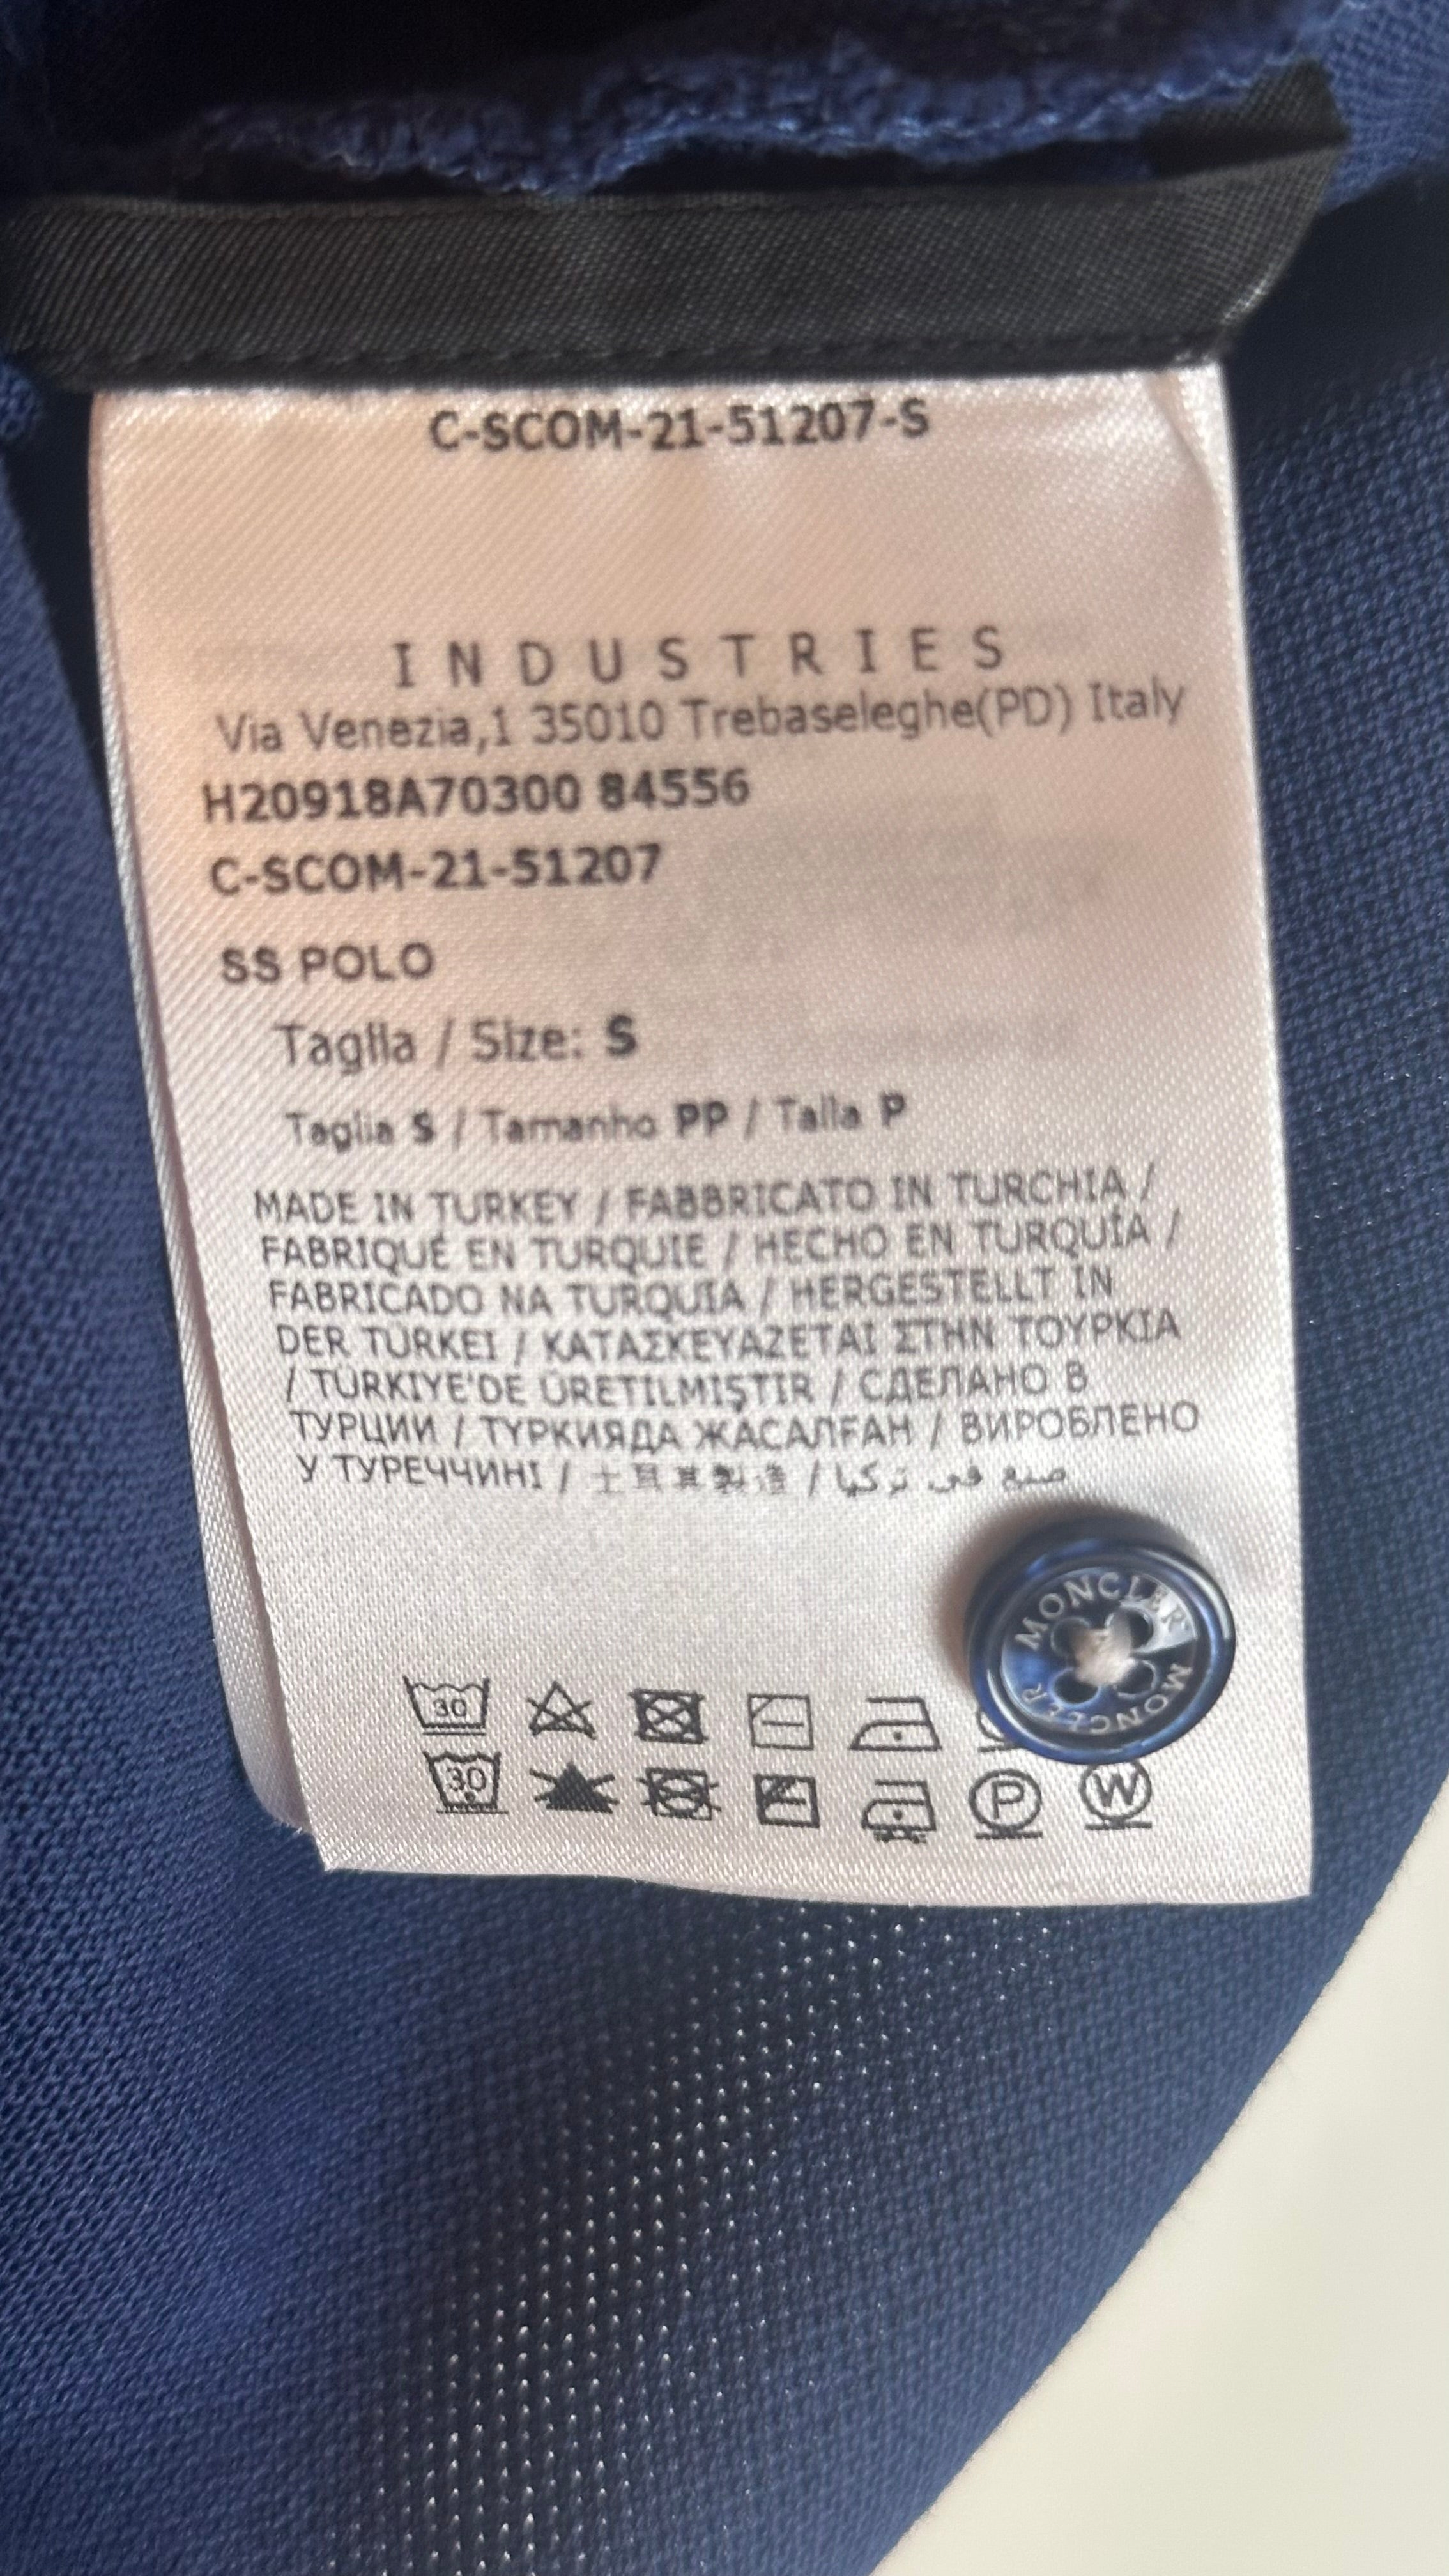 C-SCOM-21-51207-S
INDUSTRIES
Via Venezia,1 35010 Trebaseleghe(PD) Italy
H20918A70300 84556
C-SCOM-21-51207
SS POLO
Taglia / Size: S
Taglia S / Tamanho PP / Talla P
MADE IN TURKEY / FABBRICATO IN TURCHIA /
FABRIQUÉ EN TURQUIE / HECHO EN TURQUÍA /
FABRICADO NA TURQUIA / HERGESTELLT IN
DER TÜRKEI / ΚΑΤΑΣΚΕΥΑΖΕΤΑΙ ΣΤΗΝ ΤΟΥΡΚΙΑ
/ TÜRKIYE'DE ÜRETILMIŞTIR / СДЕЛАНО В
ТУРЦИИ / ТҮРКИЯДА ЖАСАЛҒАН / ВИРОБЛЕНО
У ТУРЕЧЧИНІ / 土耳其製造 / صنع في تركيا
MONCLER MONCLER
30
30 P W